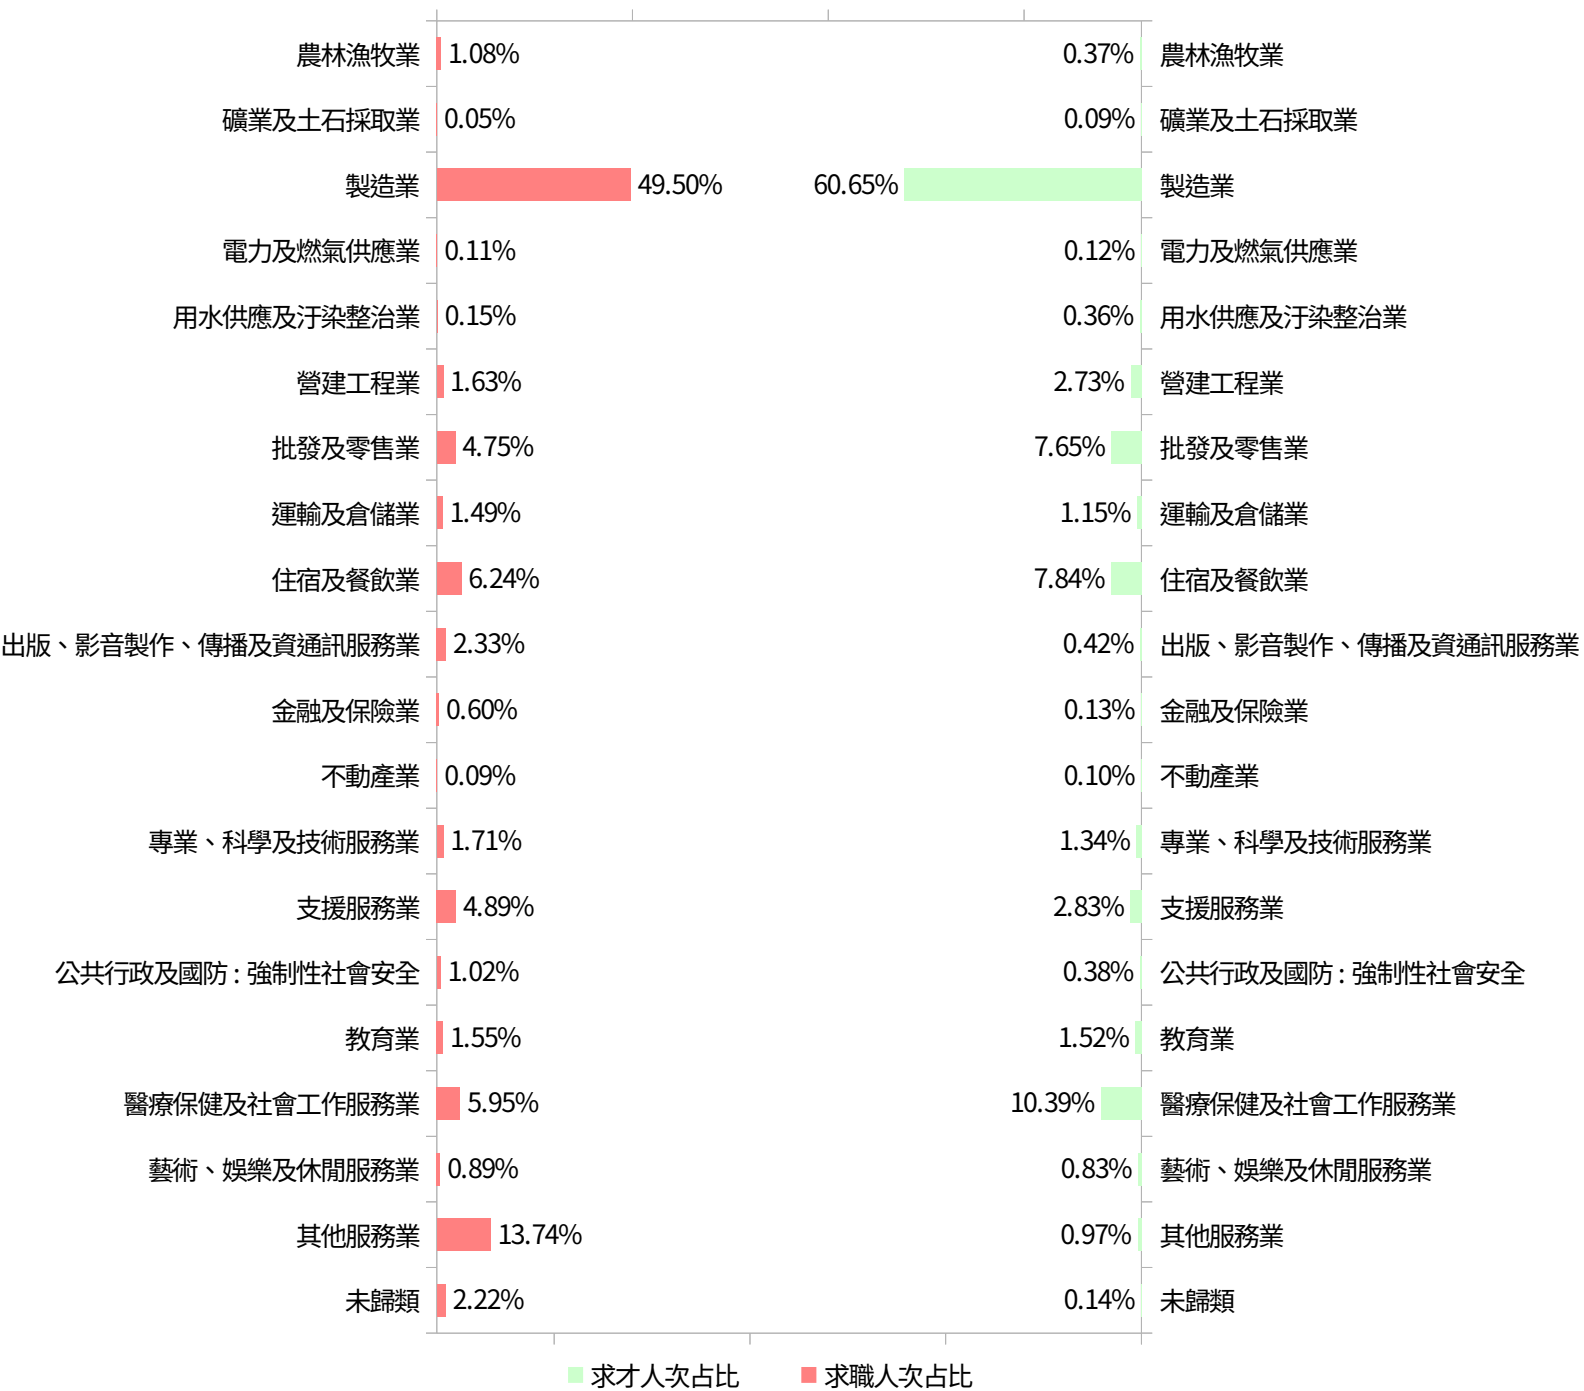 農林漁牧業 1.08% 0.37% 農林漁牧業
礦業及土石採取業 0.05% 0.09% 礦業及土石採取業
製造業 49.50% 60.65% 製造業
電力及燃氣供應業 0.11% 0.12% 電力及燃氣供應業
用水供應及汙染整治業 0.15% 0.36% 用水供應及汙染整治業
營建工程業 1.63% 2.73% 營建工程業
批發及零售業 4.75% 7.65% 批發及零售業
運輸及倉儲業 1.49% 1.15% 運輸及倉儲業
住宿及餐飲業 6.24% 7.84% 住宿及餐飲業
出版、影音製作、傳播及資通訊服務業 2.33% 0.42% 出版、影音製作、傳播及資通訊服務業
金融及保險業 0.60% 0.13% 金融及保險業
不動產業 0.09% 0.10% 不動產業
專業、科學及技術服務業 1.71% 1.34% 專業、科學及技術服務業
支援服務業 4.89% 2.83% 支援服務業
公共行政及國防:強制性社會安全 1.02% 0.38% 公共行政及國防:強制性社會安全
教育業 1.55% 1.52% 教育業
醫療保健及社會工作服務業 5.95% 10.39% 醫療保健及社會工作服務業
藝術、娛樂及休閒服務業 0.89% 0.83% 藝術、娛樂及休閒服務業
其他服務業 13.74% 0.97% 其他服務業
未歸類 2.22% 0.14% 未歸類
求才人次占比 求職人次占比